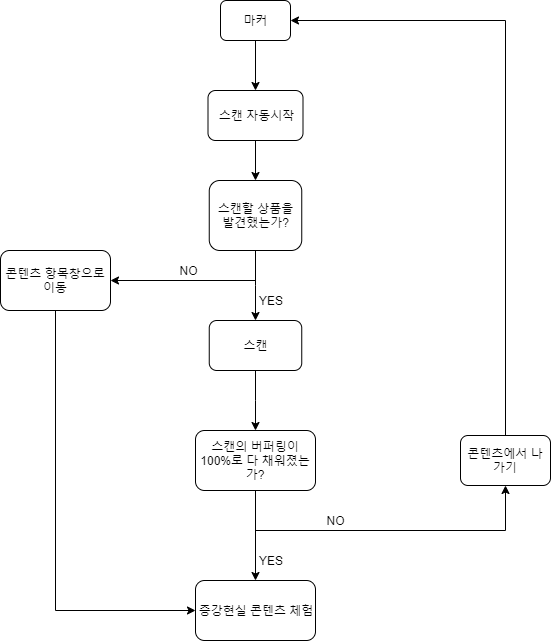 마커
스캔 자동시작
스캔할 상품을
발견했는가?
NO
콘텐츠 항목창으로
이동
YES
스캔
스캔의 버퍼링이
100%로 다 채워졌는
가?
콘텐츠에서 나
가기
NO
YES
증강현실 콘텐츠 체험